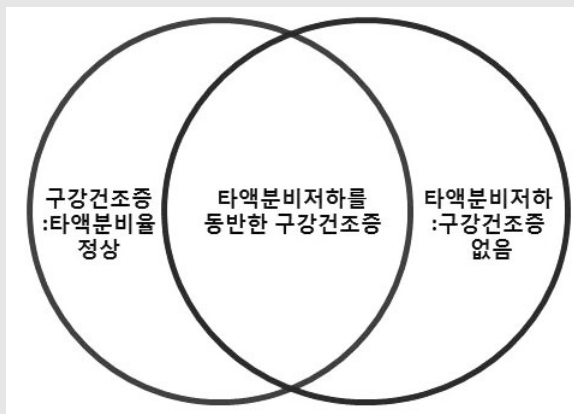 구강건조증
:타액분비율
정상
타액분비저하를
동반한 구강건조증
타액분비저하
:구강건조증
없음